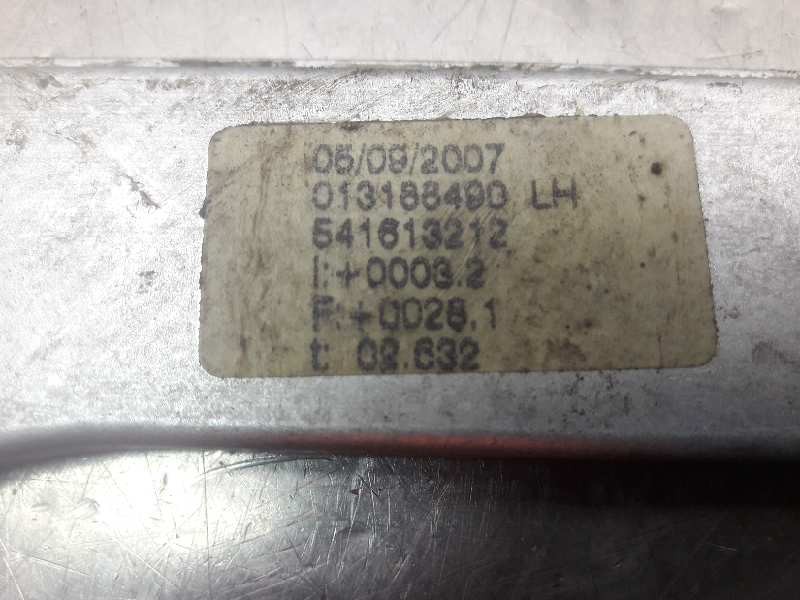 05/09/2007
013188490 LH
541613212
I:+0003.2
F:+0028.1
t: 02.632